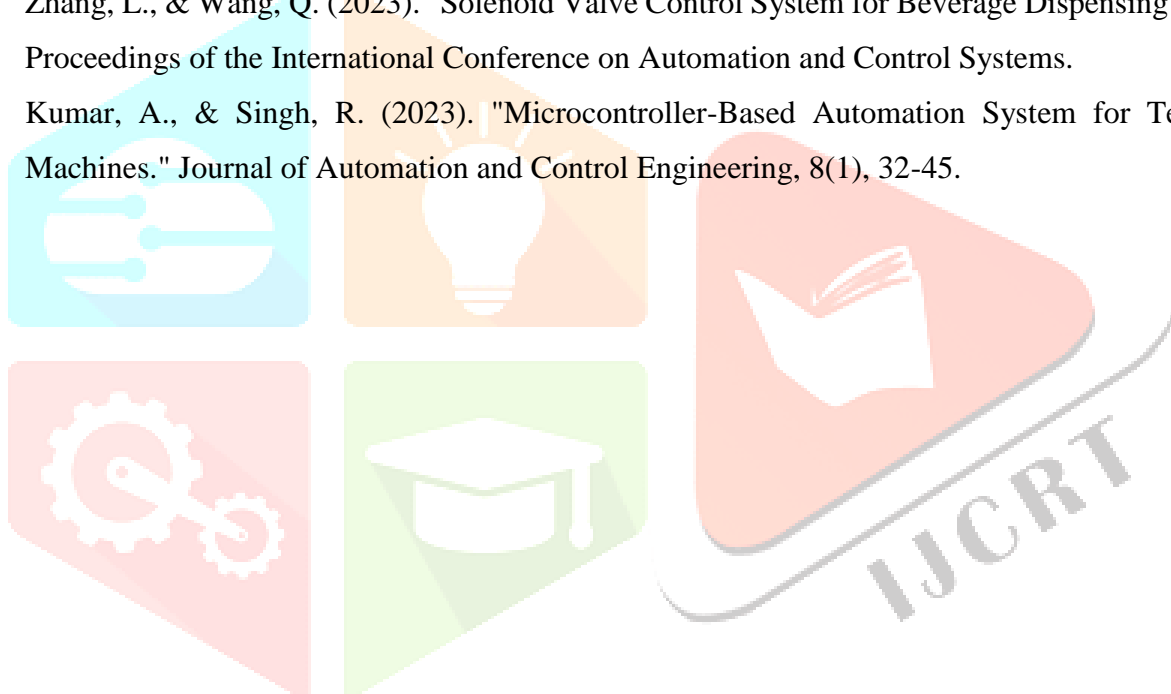 Zhang, L., & Wang, Q. (2023). "Solenoid Valve Control System for Beverage Dispensing
Proceedings of the International Conference on Automation and Control Systems.
Kumar, A., & Singh, R. (2023). "Microcontroller-Based Automation System for
Machines." Journal of Automation and Control Engineering, 8(1), 32-45.
IJCRT